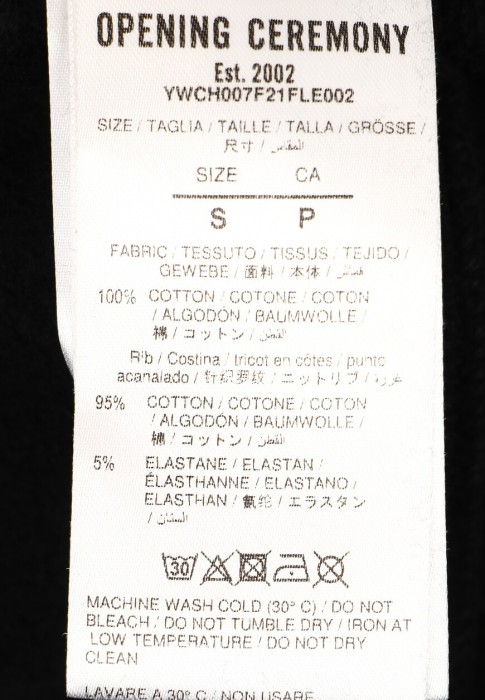 OPENING CEREMONY
Est. 2002
YWCH007F21FLE002
SIZE / TAGLIA / TAILLE / TALLA / GRÖSSE /
尺寸 / المقاس
SIZE CA
S P
FABRIC / TESSUTO / TISSUS / TEJIDO /
GEWEBE / 面料 / 本体 / قماش
100% COTTON / COTONE / COTON
/ ALGODÓN / BAUMWOLLE /
棉 / コットン / القطن
Rib / Costina / tricot en côtes / punto
acanalado / 针织罗纹 / ニットリブ /
95% COTTON / COTONE / COTON
/ ALGODÓN / BAUMWOLLE /
棉 / コットン / القطن
5% ELASTANE / ELASTAN /
ÉLASTHANNE / ELASTANO /
ELASTHAN / 氨纶 / エラスタン
/
30
MACHINE WASH COLD (30° C) / DO NOT
BLEACH / DO NOT TUMBLE DRY / IRON AT
LOW TEMPERATURE / DO NOT DRY
CLEAN
LAVARE A 30° C / NON USARE